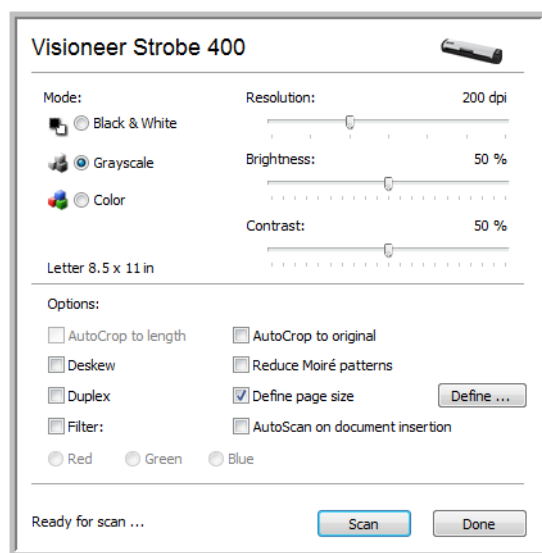 Visioneer Strobe 400
Mode: Resolution: 200 dpi
Black & White
Grayscale Brightness: 50 %
Color
Contrast: 50 %
Letter 8.5 x 11 in
Options:
AutoCrop to length AutoCrop to original
Deskew Reduce Moiré patterns
Duplex Define page size Define ...
Filter: AutoScan on document insertion
Red Green Blue
Ready for scan ... Scan Done